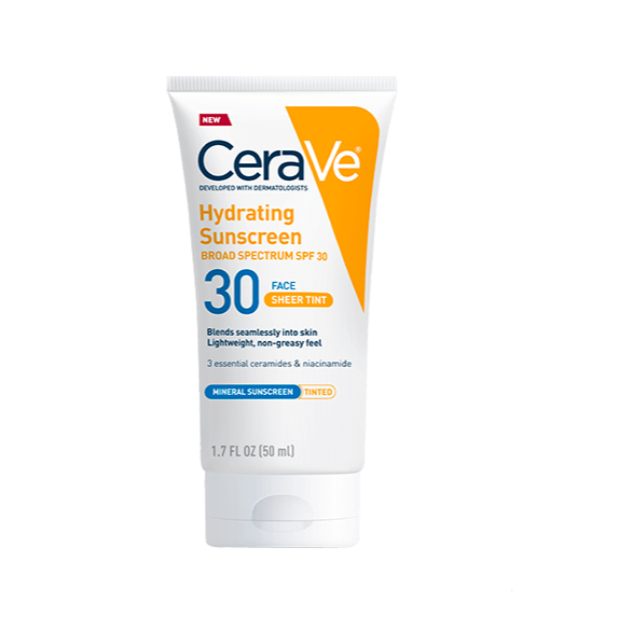 NEW
CeraVe®
DEVELOPED WITH DERMATOLOGISTS
Hydrating
Sunscreen
BROAD SPECTRUM SPF 30
30 FACE
SHEER TINT
Blends seamlessly into skin
Lightweight, non-greasy feel
3 essential ceramides & niacinamide
MINERAL SUNSCREEN TINTED
1.7 FL OZ (50 ml)